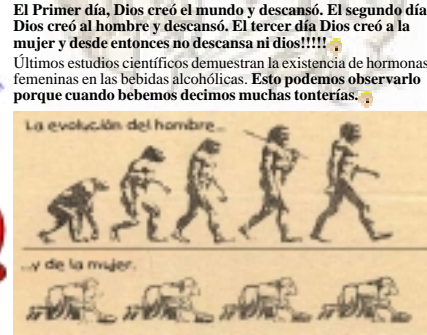 El Primer día, Dios creó el mundo y descansó. El segundo día
Dios creó al hombre y descansó. El tercer día Dios creó a la
mujer y desde entonces no descansa ni dios!!!!!
Últimos estudios científicos demuestran la existencia de hormonas
femeninas en las bebidas alcohólicas. Esto podemos observarlo
porque cuando bebemos decimos muchas tonterías.
La evolución del hombre...
...y de la mujer.